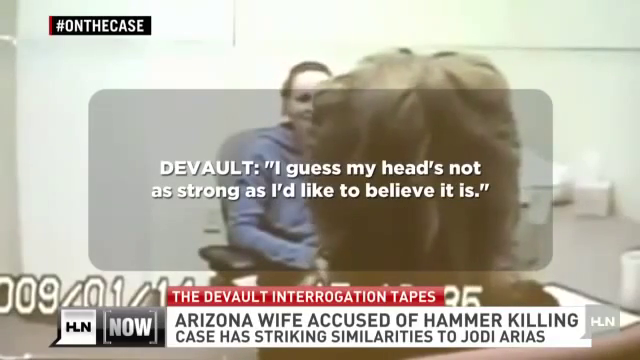 #ONTHECASE
DEVAULT: "I guess my head's not
as strong as I'd like to believe it is."
THE DEVAULT INTERROGATION TAPES
HLN NOW
ARIZONA WIFE ACCUSED OF HAMMER KILLING
CASE HAS STRIKING SIMILARITIES TO JODI ARIAS
HLN